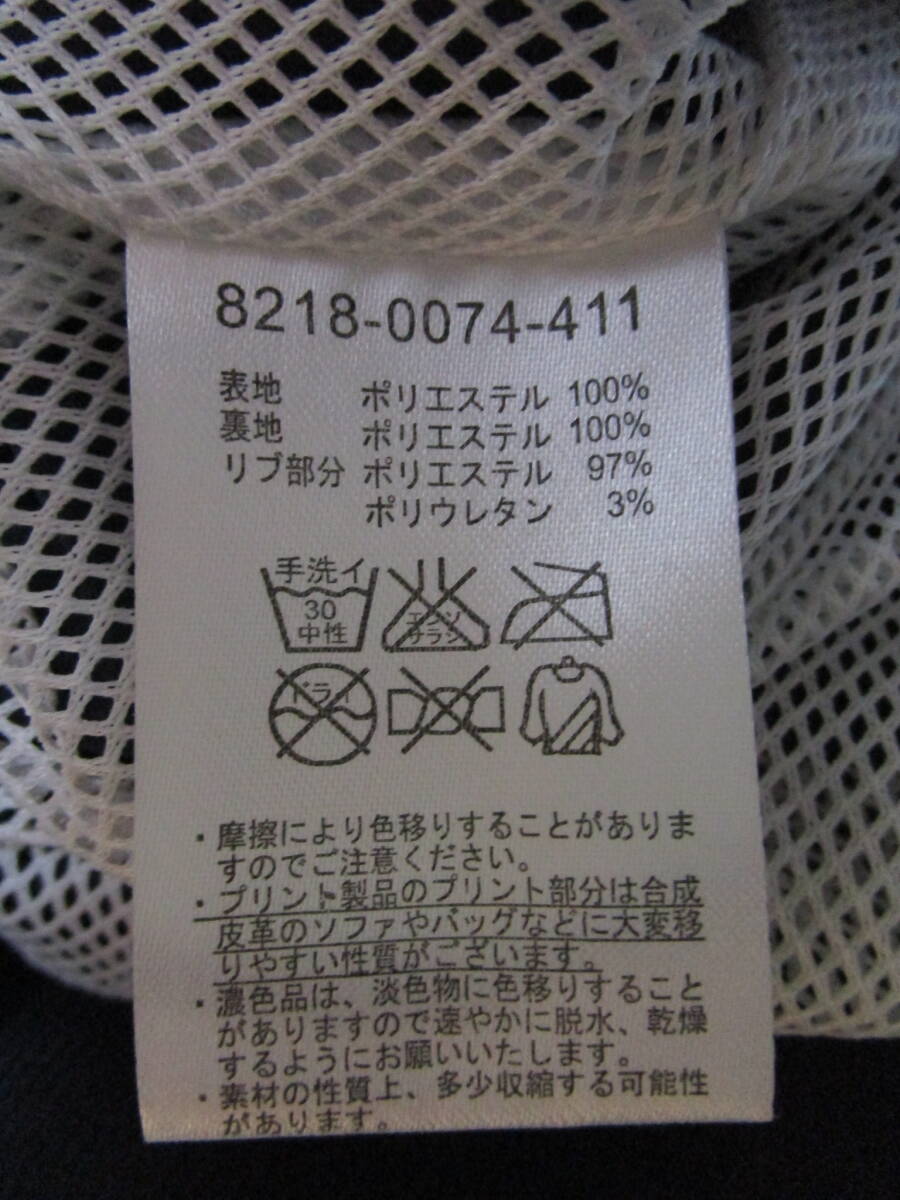 8218-0074-411
表地 ポリエステル 100%
裏地 ポリエステル 100%
リブ部分 ポリエステル 97%
ポリウレタン 3%
手洗イ
30
中性
エンソ
サラシ
ドライ
・摩擦により色移りすることがありま
すのでご注意ください。
・プリント製品のプリント部分は合成
皮革のソファやバッグなどに大変移
りやすい性質がございます。
・濃色品は、淡色物に色移りすること
がありますので速やかに脱水、乾燥
するようにお願いいたします。
・素材の性質上、多少収縮する可能性
があります。